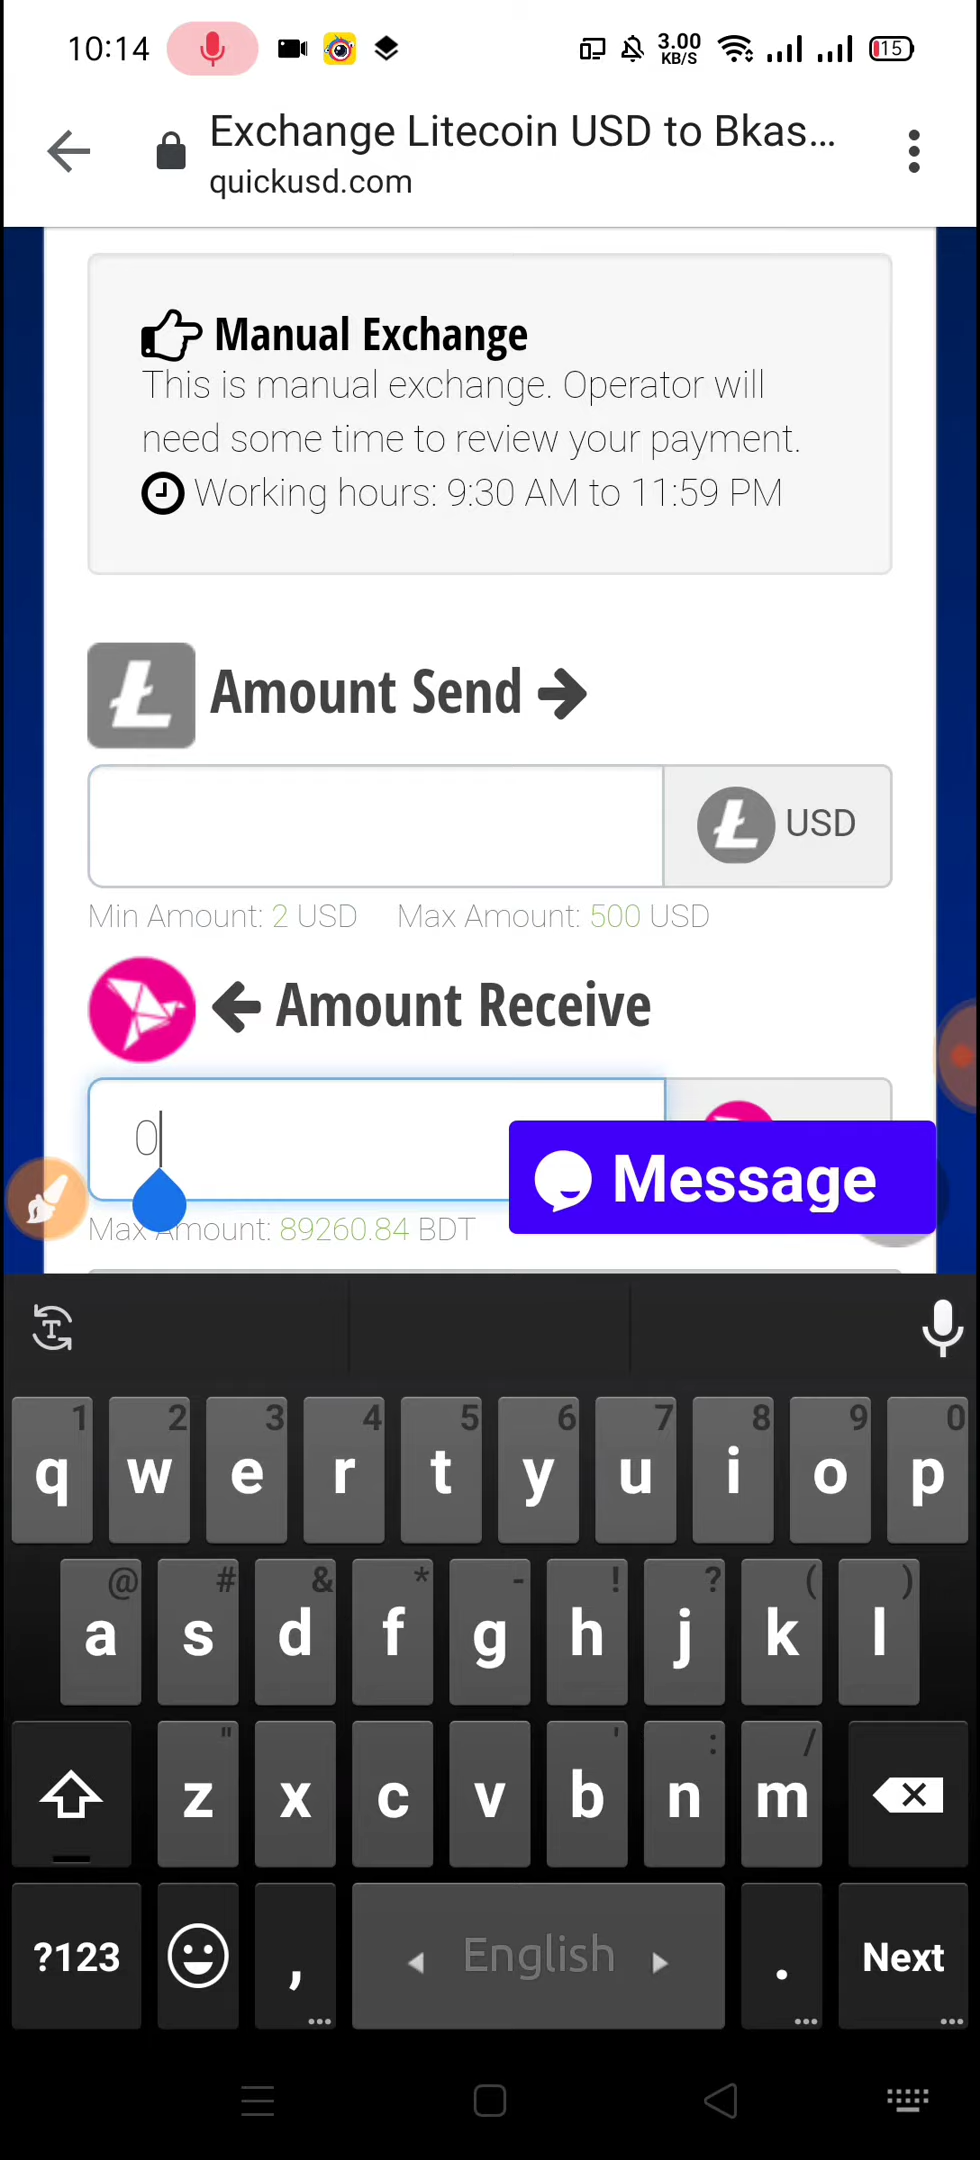 10:14 3.00 KB/S 15
Exchange Litecoin USD to Bkas...
quickusd.com
Manual Exchange
This is manual exchange. Operator will
need some time to review your payment.
Working hours: 9:30 AM to 11:59 PM
Amount Send
USD
Min Amount: 2 USD Max Amount: 500 USD
Amount Receive
0
Message
Max Amount: 89260.84 BDT
1 2 3 4 5 6 7 8 9 0
q w e r t y u i o p
@ # & * - ! ? ( )
a s d f g h j k l
" ' : /
z x c v b n m
?123 , English . Next